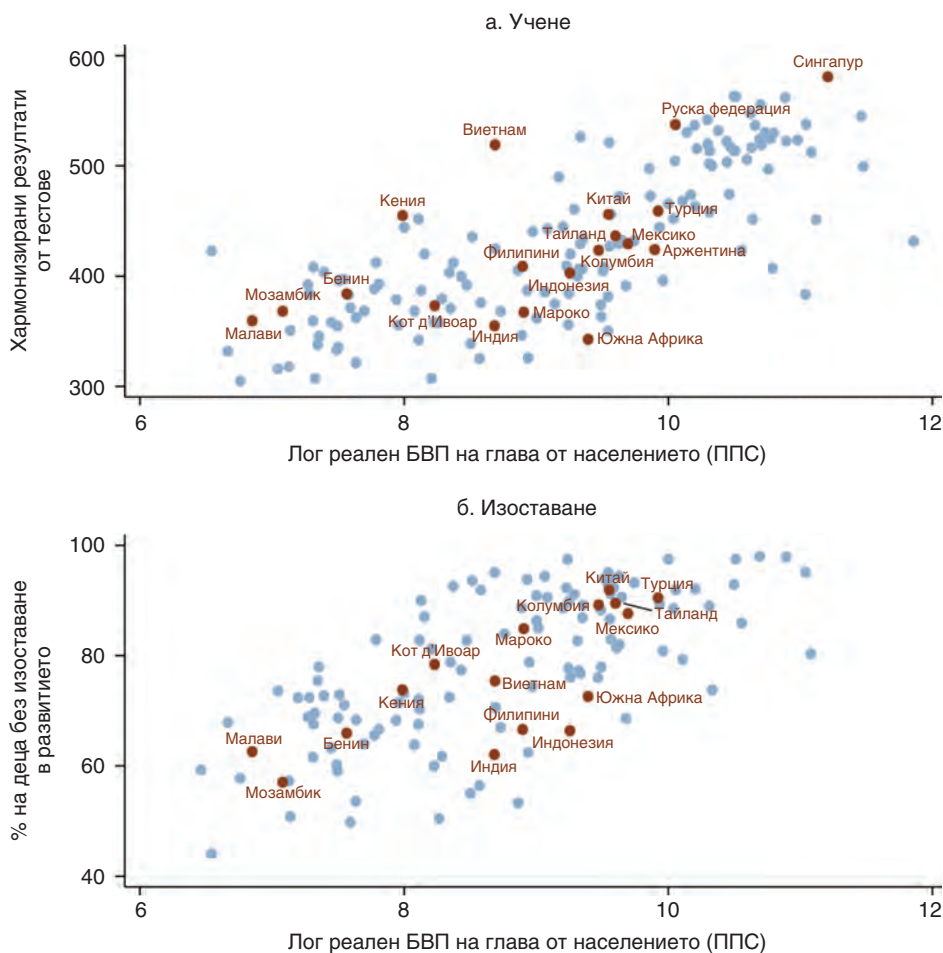 а. Учене
600
500
400
300
Хармонизирани резултати
от тестове
Сингапур
Руска федерация
Виетнам
Кения
Китай
Турция
Тайланд
Мексико
Филипини
Колумбия
Аржентина
Бенин
Индонезия
Мозамбик
Мароко
Кот д’Ивоар
Малави
Индия
Южна Африка
6
8
10
12
Лог реален БВП на глава от населението (ППС)
б. Изоставане
100
80
60
40
% на деца без изоставане
в развитието
Китай
Турция
Колумбия
Тайланд
Мексико
Мароко
Кот д’Ивоар
Виетнам
Кения
Южна Африка
Филипини
Малави
Бенин
Индонезия
Индия
Мозамбик
6
8
10
12
Лог реален БВП на глава от населението (ППС)